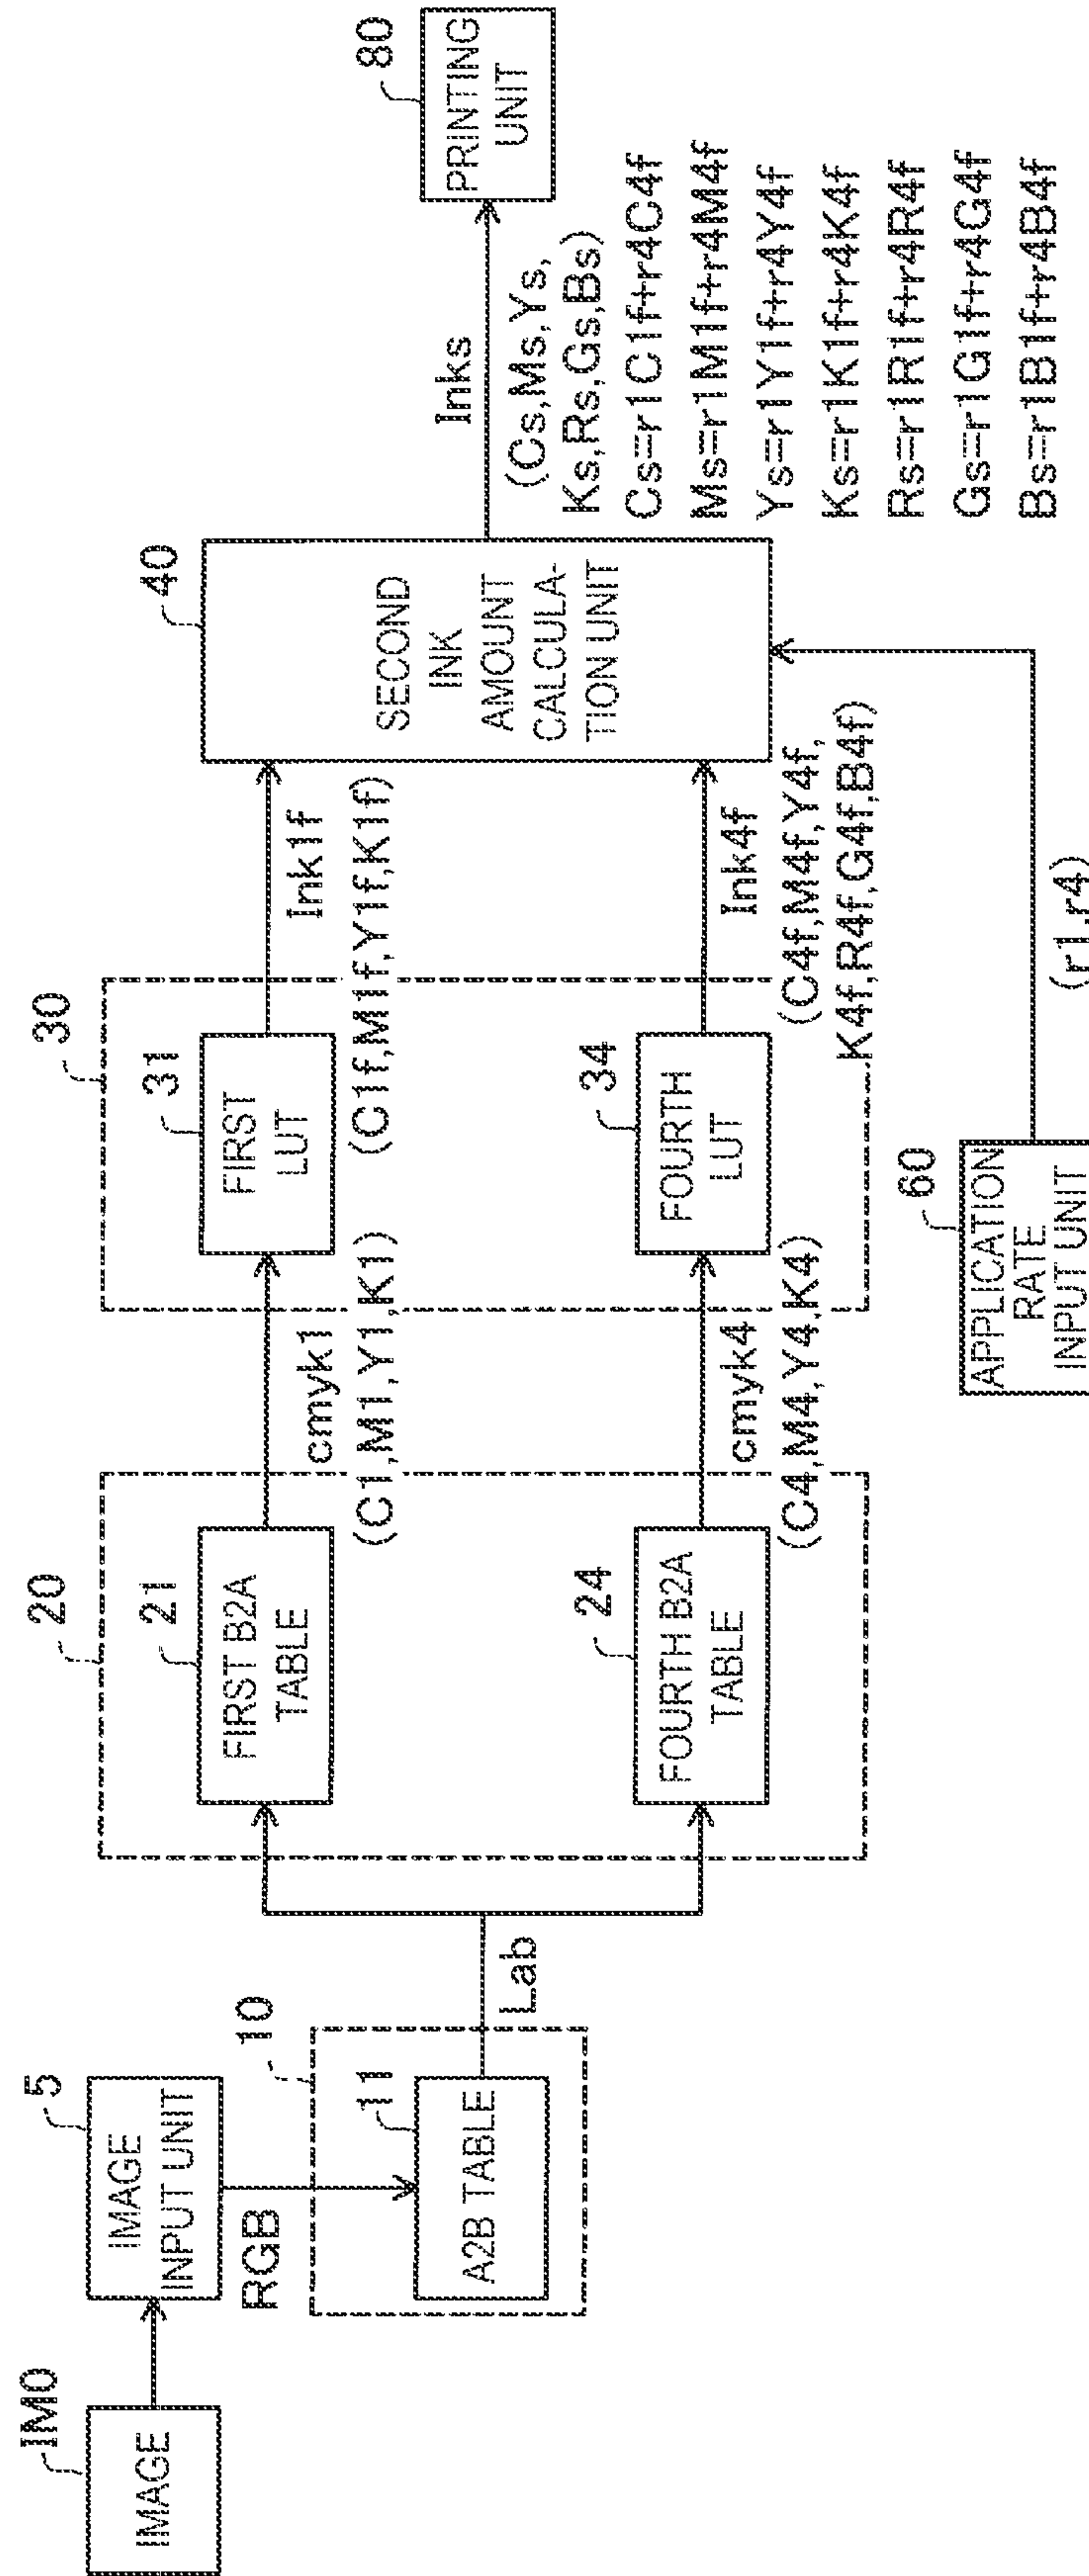 IM0
IMAGE
5
IMAGE
INPUT UNIT
RGB
10
11
A2B TABLE
Lab
20
21
FIRST B2A
TABLE
24
FOURTH B2A
TABLE
cmyk1
(C1,M1,Y1,K1)
cmyk4
(C4,M4,Y4,K4)
30
31
FIRST
LUT
34
FOURTH
LUT
Ink1f
(C1f,M1f,Y1f,K1f)
Ink4f
(C4f,M4f,Y4f,
K4f,R4f,G4f,B4f)
60
APPLICATION
RATE
INPUT UNIT
(r1,r4)
40
SECOND
INK
AMOUNT
CALCULA-
TION UNIT
Inks
(Cs,Ms,Ys,
Ks,Rs,Gs,Bs)
Cs=r1C1f+r4C4f
Ms=r1M1f+r4M4f
Ys=r1Y1f+r4Y4f
Ks=r1K1f+r4K4f
Rs=r1R1f+r4R4f
Gs=r1G1f+r4G4f
Bs=r1B1f+r4B4f
80
PRINTING
UNIT